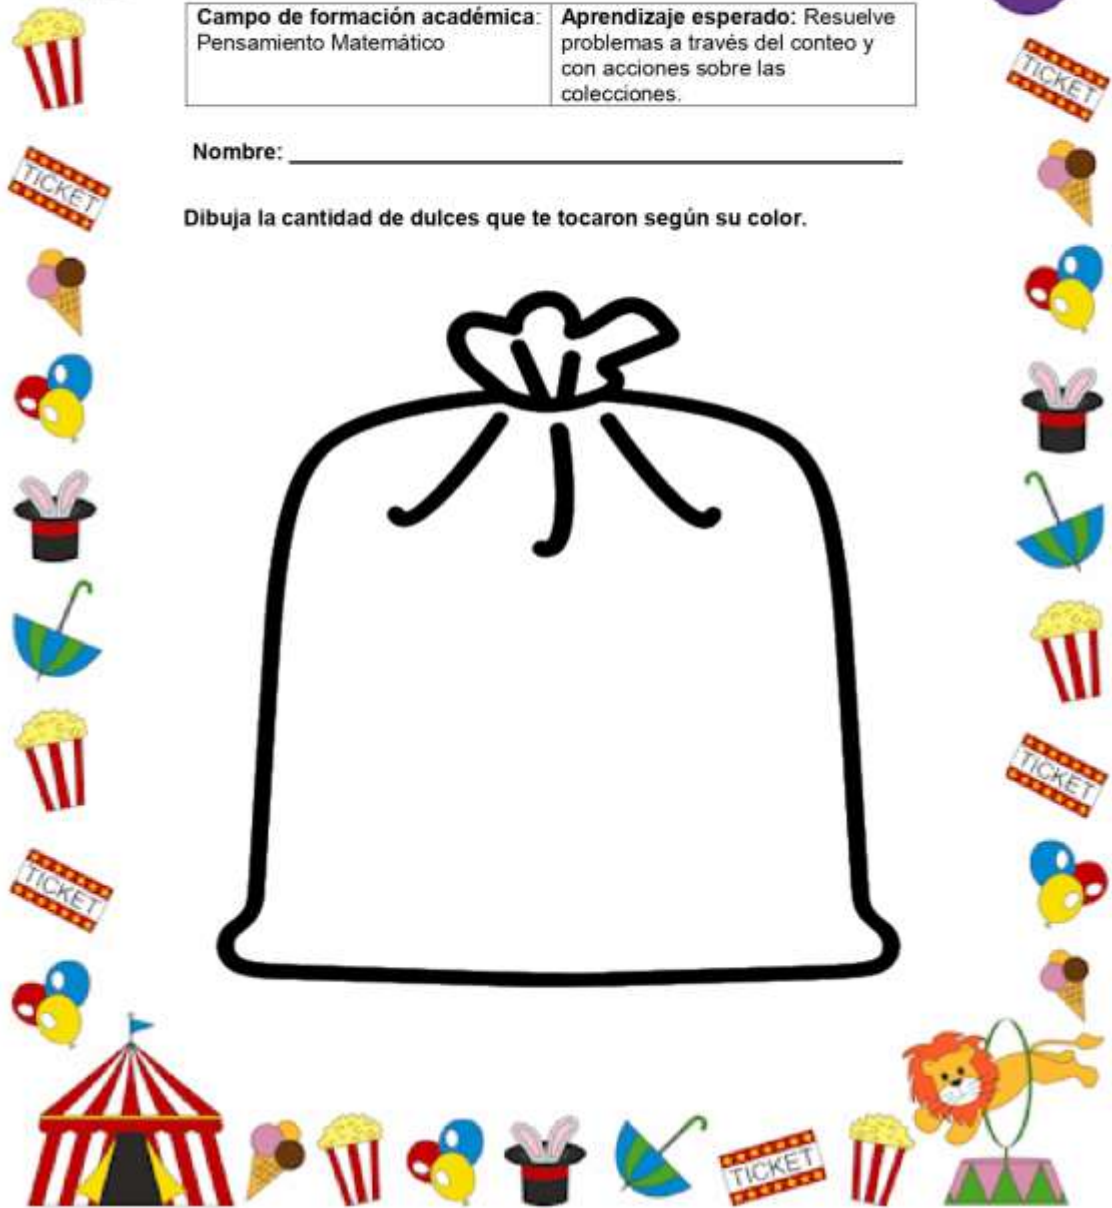 Campo de formación académica:
Pensamiento Matemático
Aprendizaje esperado: Resuelve
problemas a través del conteo y
con acciones sobre las
colecciones.
Nombre:
Dibuja la cantidad de dulces que te tocaron según su color.
TICKET
TICKET
TICKET
TICKET
TICKET